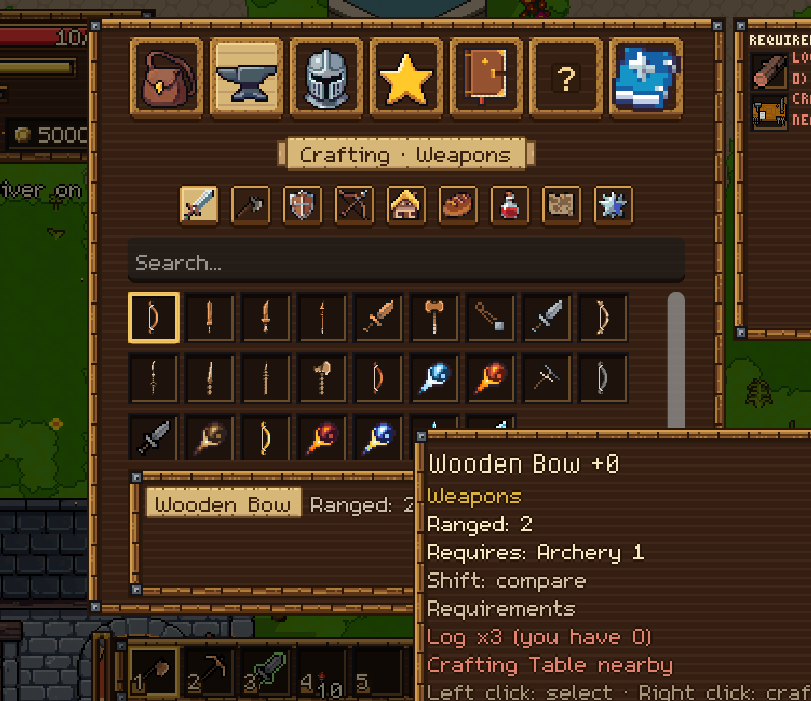 REQUIRE
10
5000
iver on
?
Crafting · Weapons
Search...
Wooden Bow
Ranged: 2
Wooden Bow +0
Weapons
Ranged: 2
Requires: Archery 1
Shift: compare
Requirements
Log x3 (you have 0)
Crafting Table nearby
Left click: select · Right click: craf
1
2
3
4
10
5